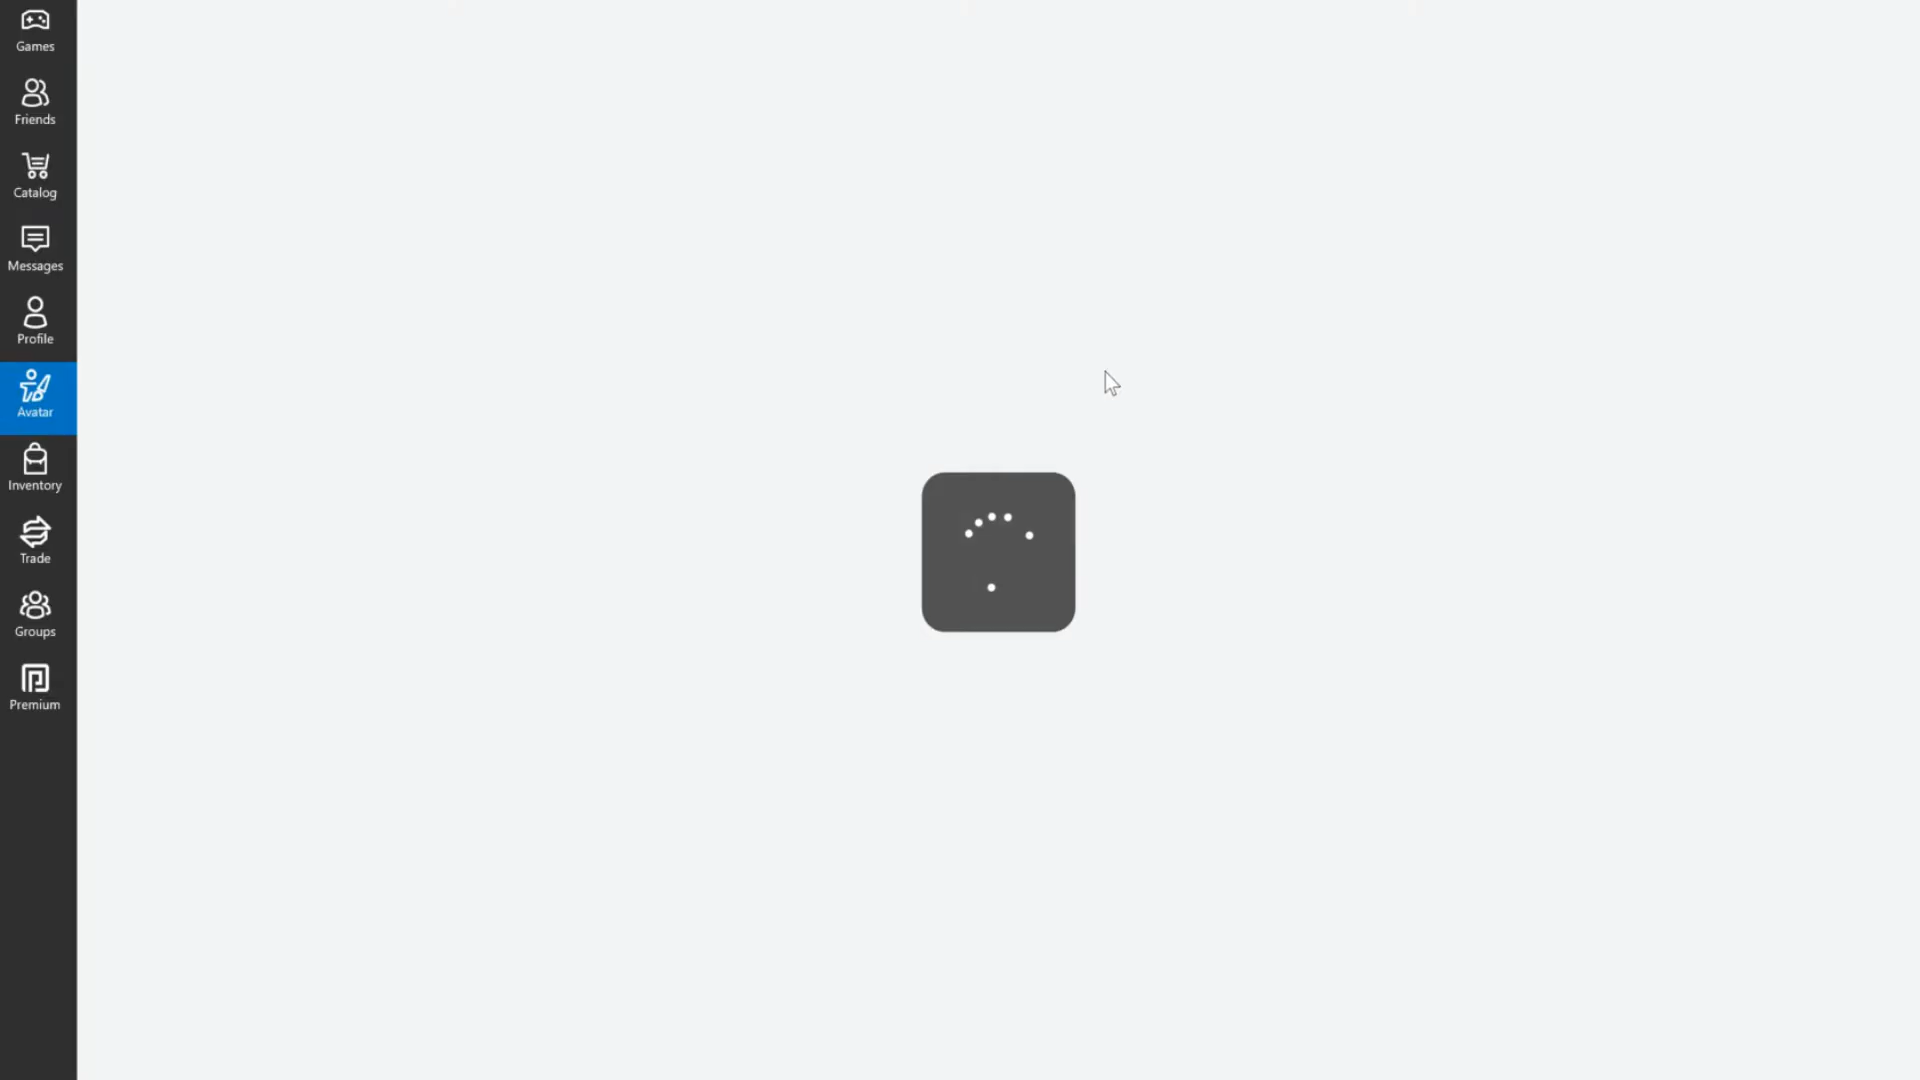 Games
Friends
Catalog
Messages
Profile
Avatar
Inventory
Trade
Groups
Premium